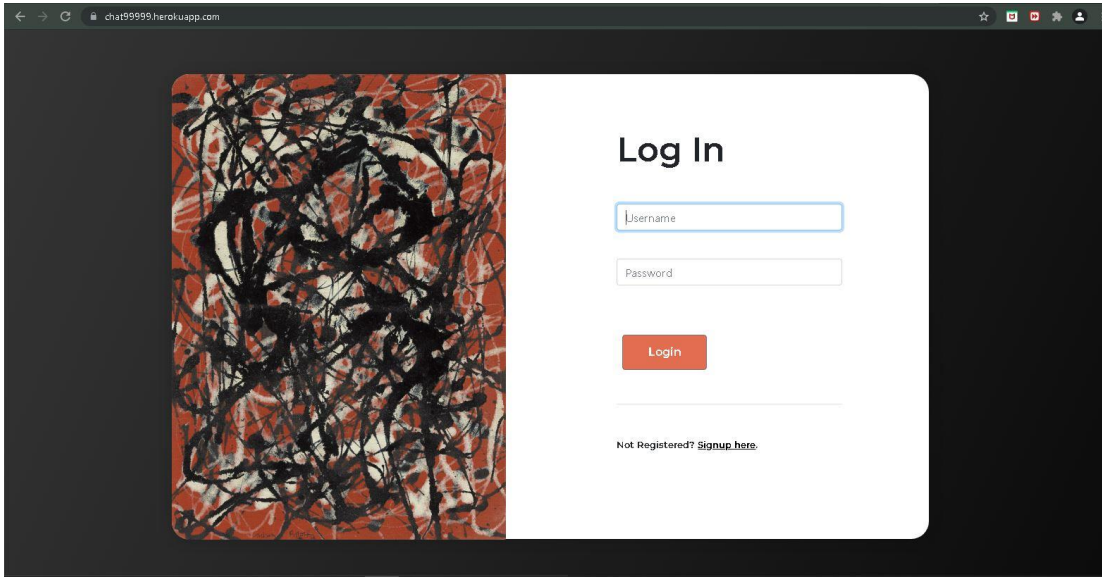 chat99999.herokuapp.com
Log In
Username
Password
Login
Not Registered? Signup here.